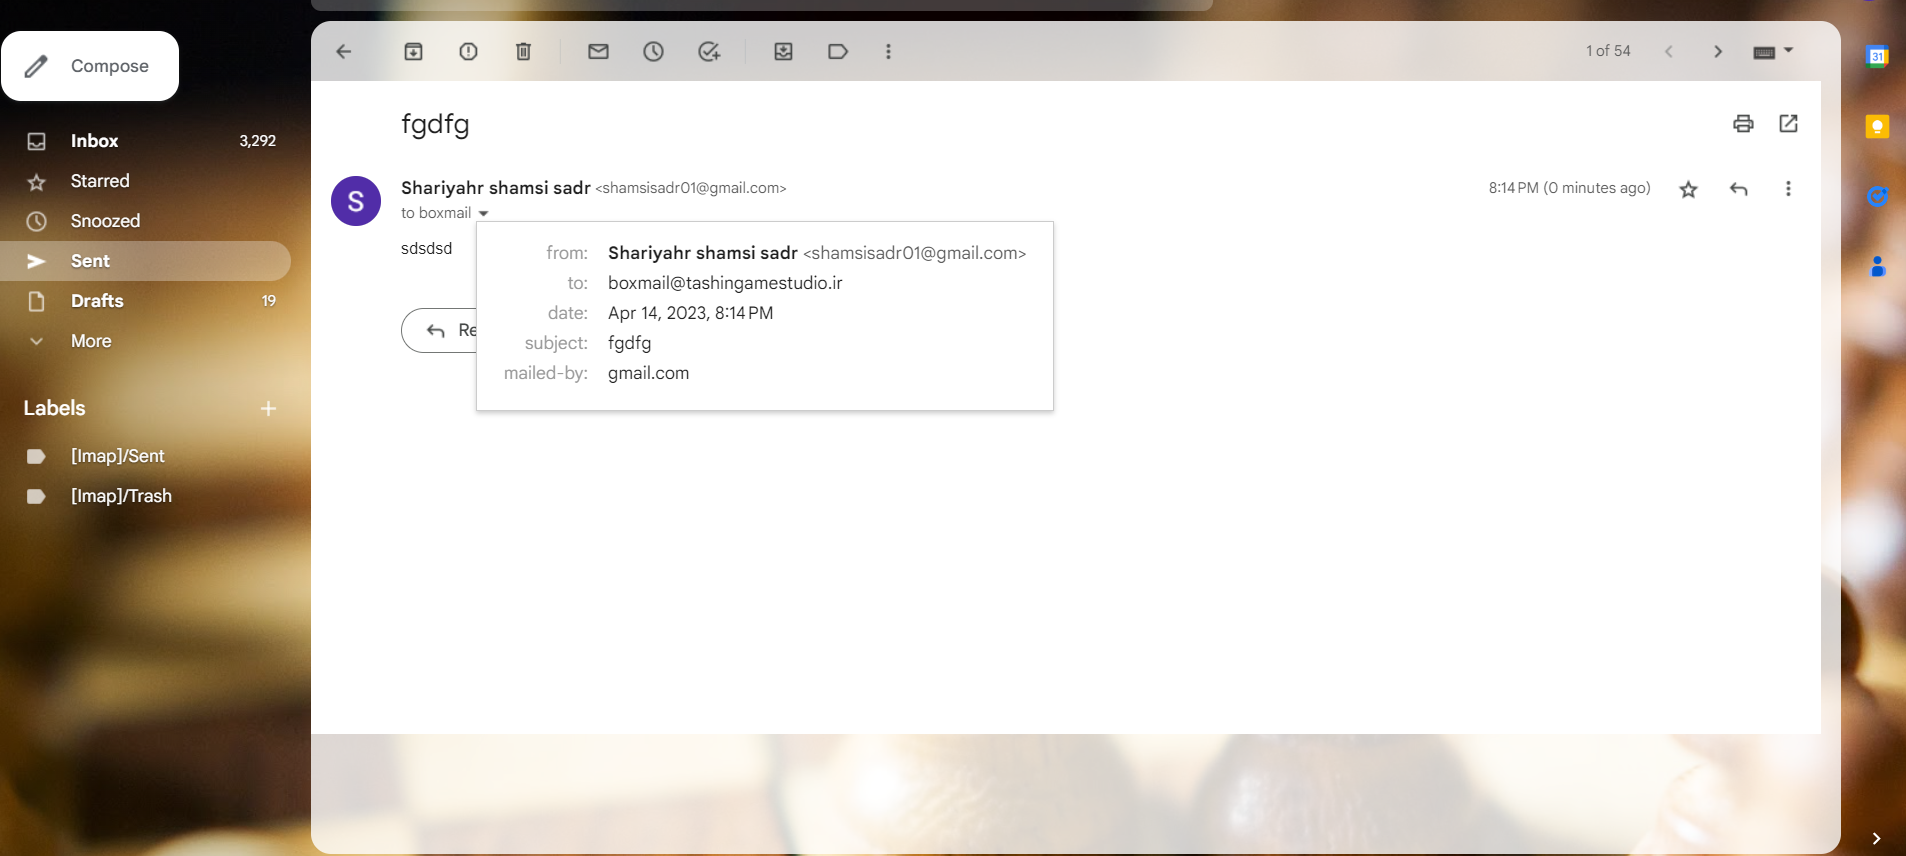 Compose
Inbox 3,292
Starred
Snoozed
Sent
Drafts 19
More
Labels
[Imap]/Sent
[Imap]/Trash
1 of 54
fgdfg
Shariyahr shamsi sadr <shamsisadr01@gmail.com>
8:14 PM (0 minutes ago)
to boxmail
sdsdsd
from: Shariyahr shamsi sadr <shamsisadr01@gmail.com>
to: boxmail@tashingamestudio.ir
date: Apr 14, 2023, 8:14 PM
subject: fgdfg
mailed-by: gmail.com
Re
S
31